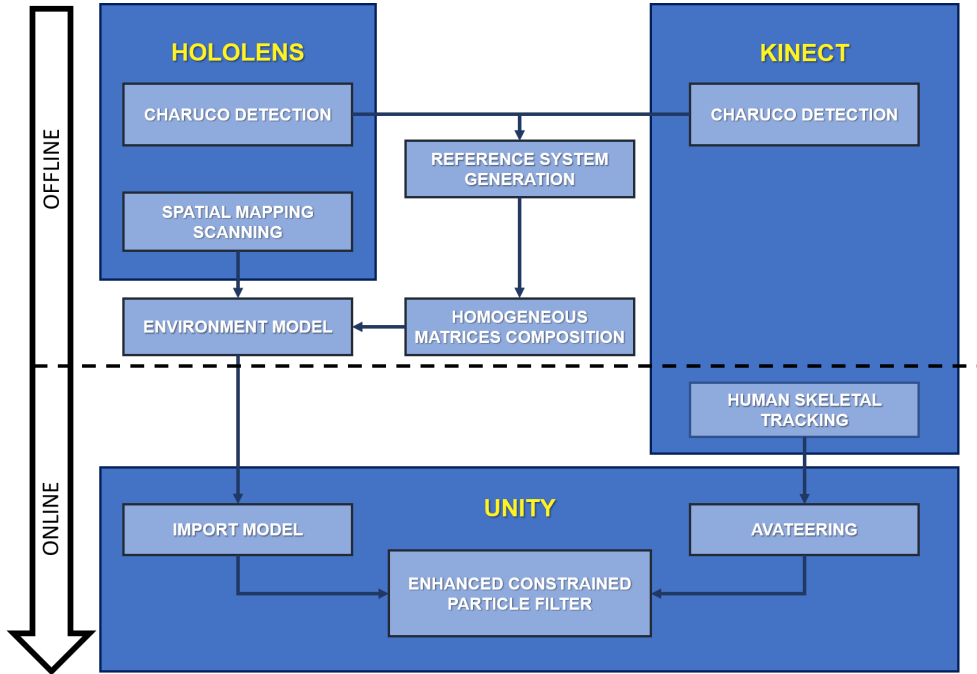 HOLOLENS
KINECT
CHARUCO DETECTION
CHARUCO DETECTION
REFERENCE SYSTEM
GENERATION
OFFLINE
SPATIAL MAPPING
SCANNING
ENVIRONMENT MODEL
HOMOGENEOUS
MATRICES COMPOSITION
HUMAN SKELETAL
TRACKING
ONLINE
UNITY
IMPORT MODEL
AVATEERING
ENHANCED CONSTRAINED
PARTICLE FILTER